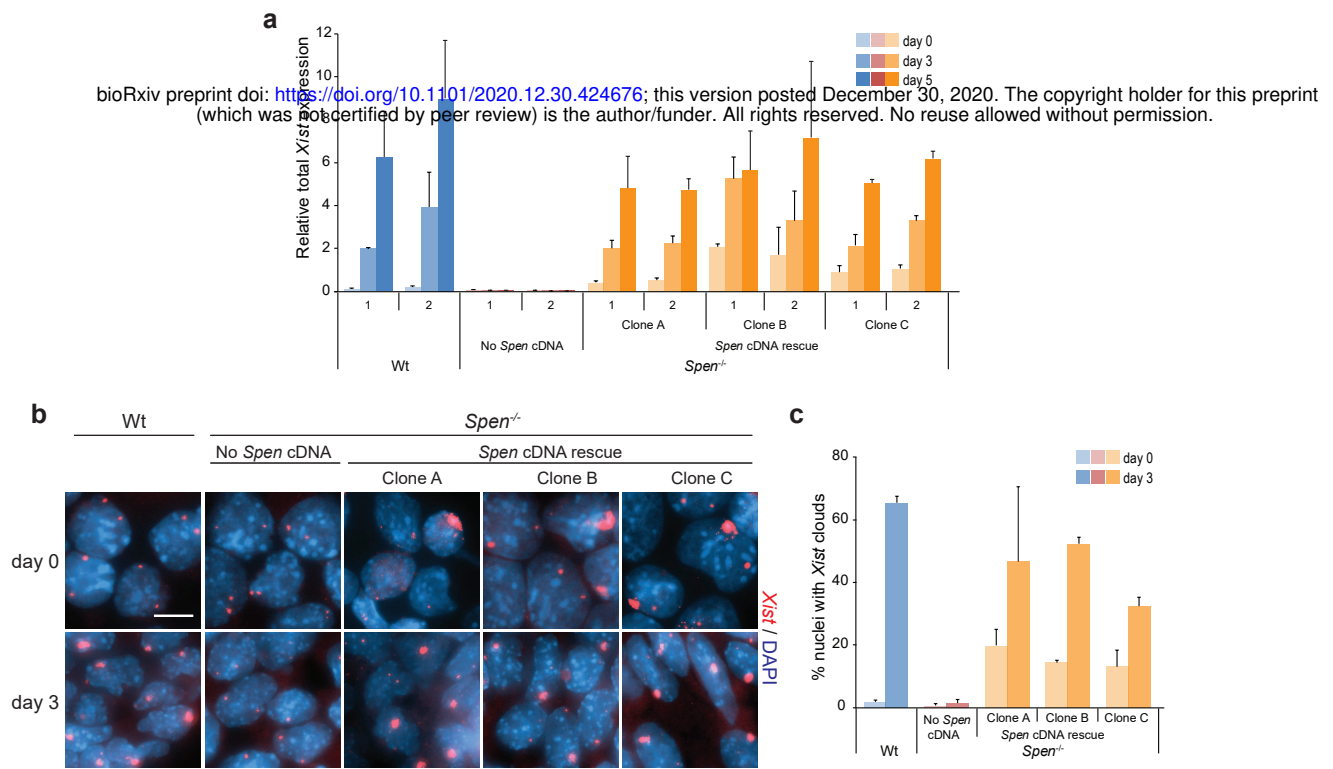 a
12
10
8
6
4
2
0
Relative total Xist expression
day 0
day 3
day 5
bioRxiv preprint doi: https://doi.org/10.1101/2020.12.30.424676; this version posted December 30, 2020. The copyright holder for this preprint
(which was not certified by peer review) is the author/funder. All rights reserved. No reuse allowed without permission.
1 2 1 2 1 2 1 2 1 2
Clone A Clone B Clone C
No Spen cDNA Spen cDNA rescue
Wt Spen-/-
b
Wt Spen-/-
No Spen cDNA Spen cDNA rescue
Clone A Clone B Clone C
day 0
day 3
Xist / DAPI
c
80
60
40
20
0
% nuclei with Xist clouds
day 0
day 3
No Spen Clone A Clone B Clone C
cDNA Spen cDNA rescue
Wt Spen-/-